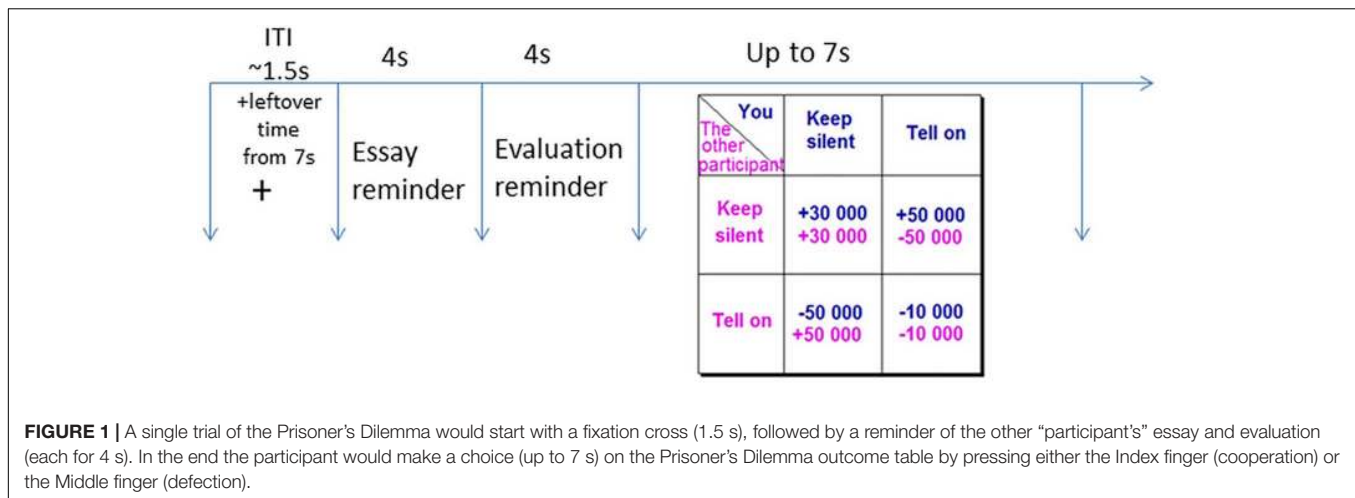 ITI
~1.5s
+leftover
time
from 7s
+
4s
Essay
reminder
4s
Evaluation
reminder
Up to 7s
You
The
other
participant
Keep
silent
Tell on
Keep
silent
+30 000
+30 000
+50 000
-50 000
Tell on
-50 000
+50 000
-10 000
-10 000
FIGURE 1 | A single trial of the Prisoner's Dilemma would start with a fixation cross (1.5 s), followed by a reminder of the other “participant's” essay and evaluation
(each for 4 s). In the end the participant would make a choice (up to 7 s) on the Prisoner's Dilemma outcome table by pressing either the Index finger (cooperation) or
the Middle finger (defection).